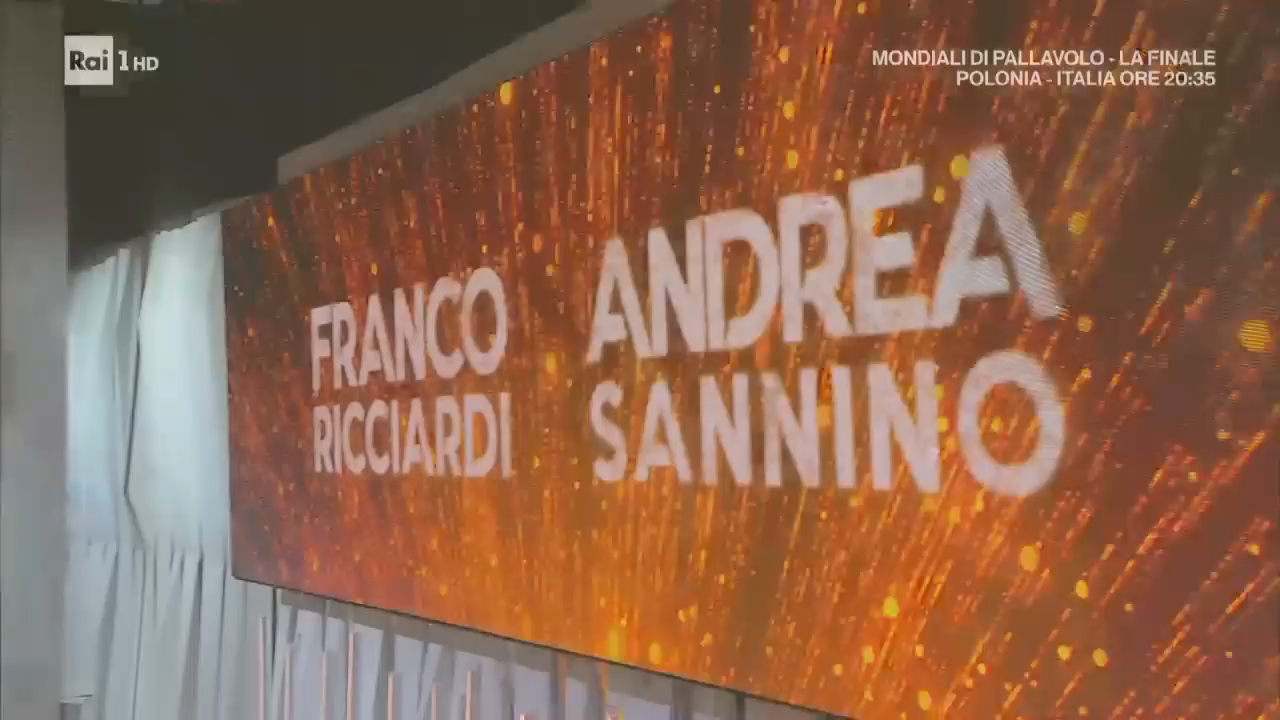 Rai 1 HD
MONDIALI DI PALLAVOLO - LA FINALE
POLONIA - ITALIA ORE 20:35
FRANCO
RICCIARDI
ANDREA
SANNINO